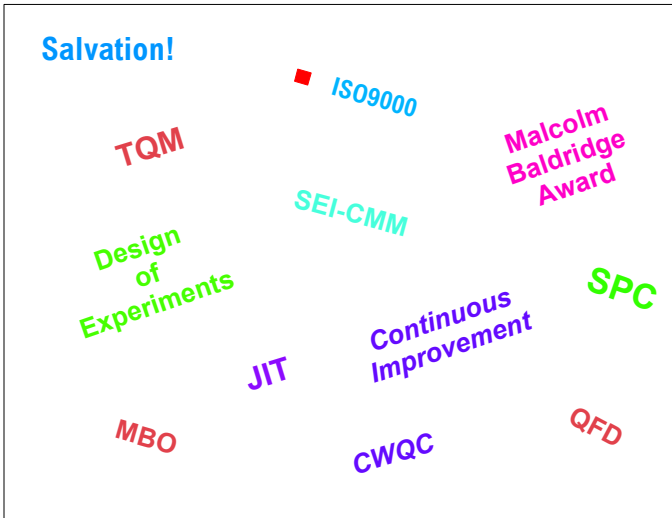 Salvation!
ISO9000
TQM
Malcolm
Baldridge
Award
SEI-CMM
Design
of
Experiments
SPC
Continuous
Improvement
JIT
MBO
CWQC
QFD